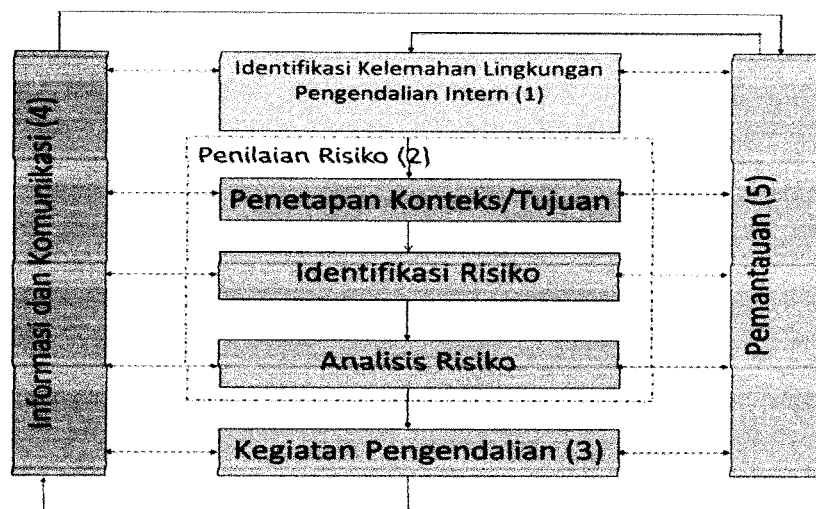 Identifikasi Kelemahan Lingkungan
Pengendalian Intern (1)
Penilaian Risiko (2)
Penetapan Konteks/Tujuan
Identifikasi Risiko
Analisis Risiko
Kegiatan Pengendalian (3)
Informasi dan Komunikasi (4)
Pemantauan (5)